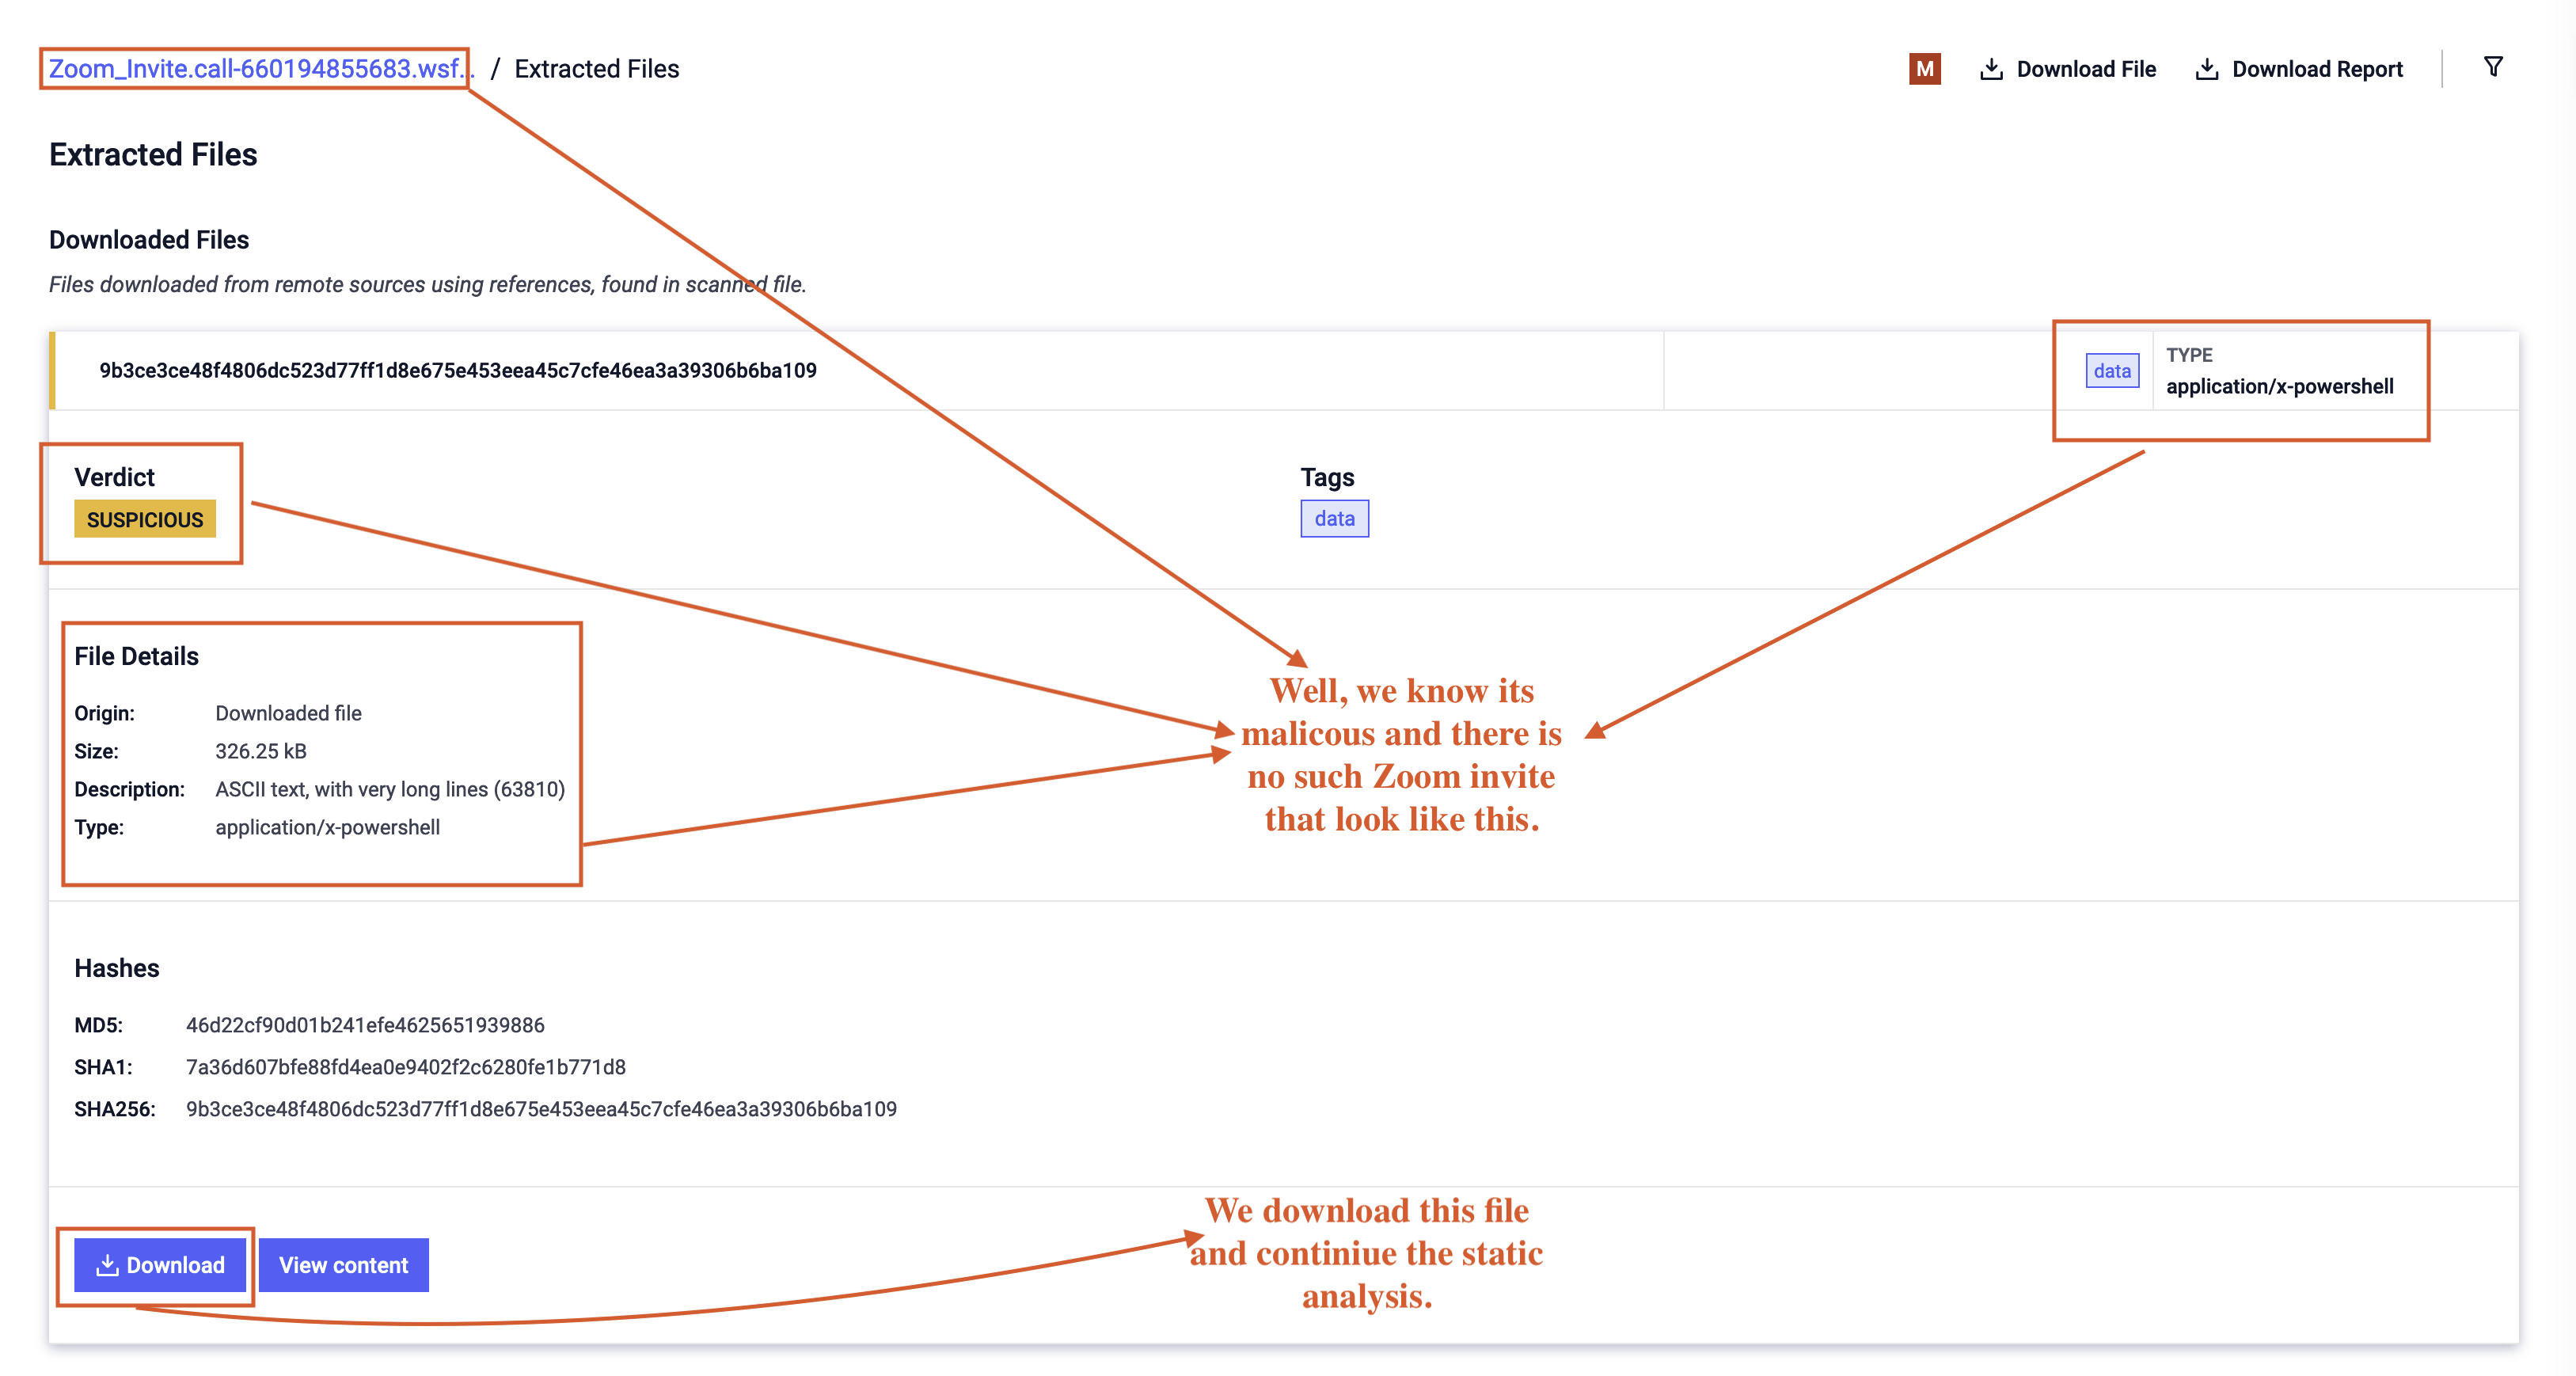 Zoom_Invite.call-660194855683.wsf... / Extracted Files
M Download File Download Report
Extracted Files
Downloaded Files
Files downloaded from remote sources using references, found in scanned file.
9b3ce3ce48f4806dc523d77ff1d8e675e453eea45c7cfe46ea3a39306b6ba109
data
TYPE
application/x-powershell
Verdict
SUSPICIOUS
Tags
data
File Details
Origin: Downloaded file
Size: 326.25 kB
Description: ASCII text, with very long lines (63810)
Type: application/x-powershell
Well, we know its
malicous and there is
no such Zoom invite
that look like this.
Hashes
MD5: 46d22cf90d01b241efe4625651939886
SHA1: 7a36d607bfe88fd4ea0e9402f2c6280fe1b771d8
SHA256: 9b3ce3ce48f4806dc523d77ff1d8e675e453eea45c7cfe46ea3a39306b6ba109
We download this file
and continiue the static
analysis.
Download
View content